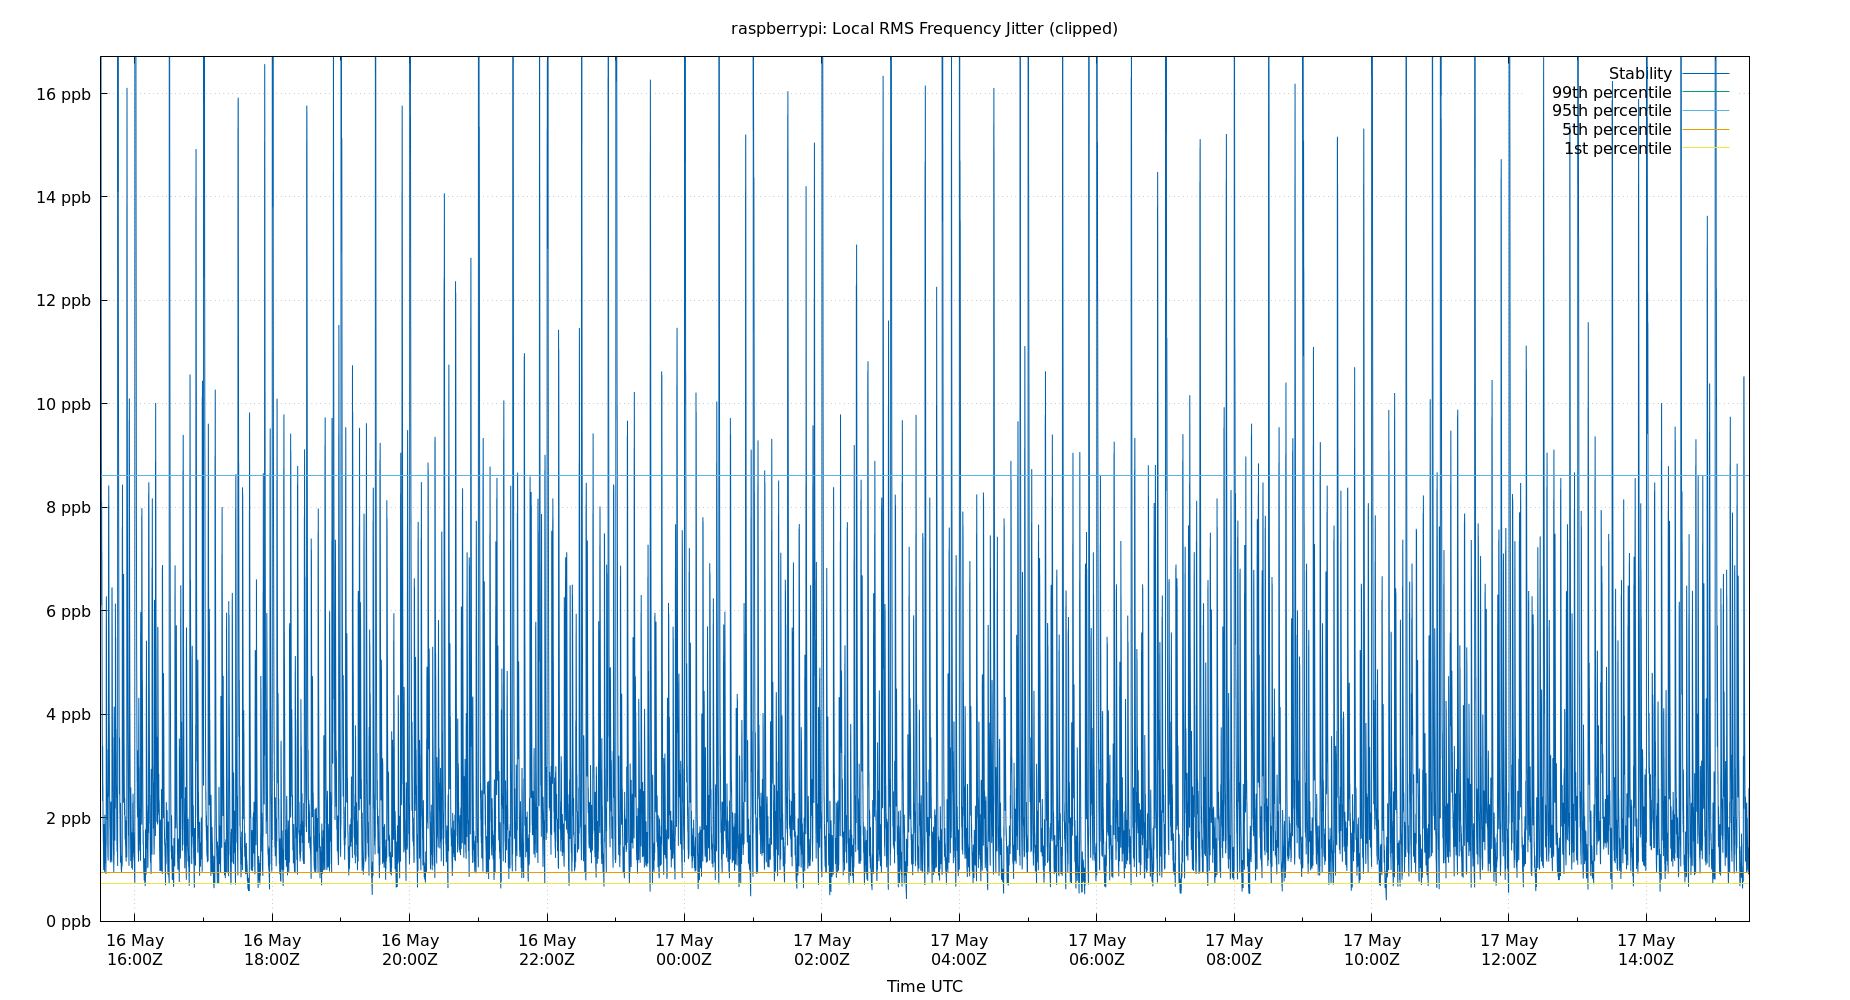 raspberrypi: Local RMS Frequency Jitter (clipped)
Stability
99th percentile
95th percentile
5th percentile
1st percentile
16 ppb
14 ppb
12 ppb
10 ppb
8 ppb
6 ppb
4 ppb
2 ppb
0 ppb
16 May 16 May 16 May 16 May 17 May 17 May 17 May 17 May 17 May 17 May 17 May 17 May
16:00Z 18:00Z 20:00Z 22:00Z 00:00Z 02:00Z 04:00Z 06:00Z 08:00Z 10:00Z 12:00Z 14:00Z
Time UTC